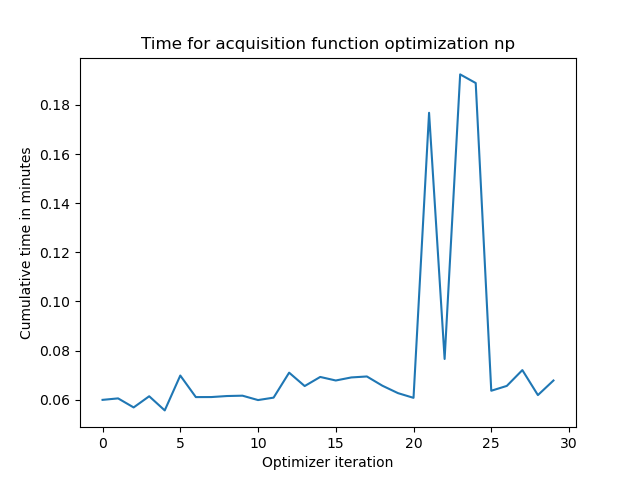 Time for acquisition function optimization np
0.18
0.16
0.14
0.12
0.10
0.08
0.06
Cumulative time in minutes
0 5 10 15 20 25 30
Optimizer iteration